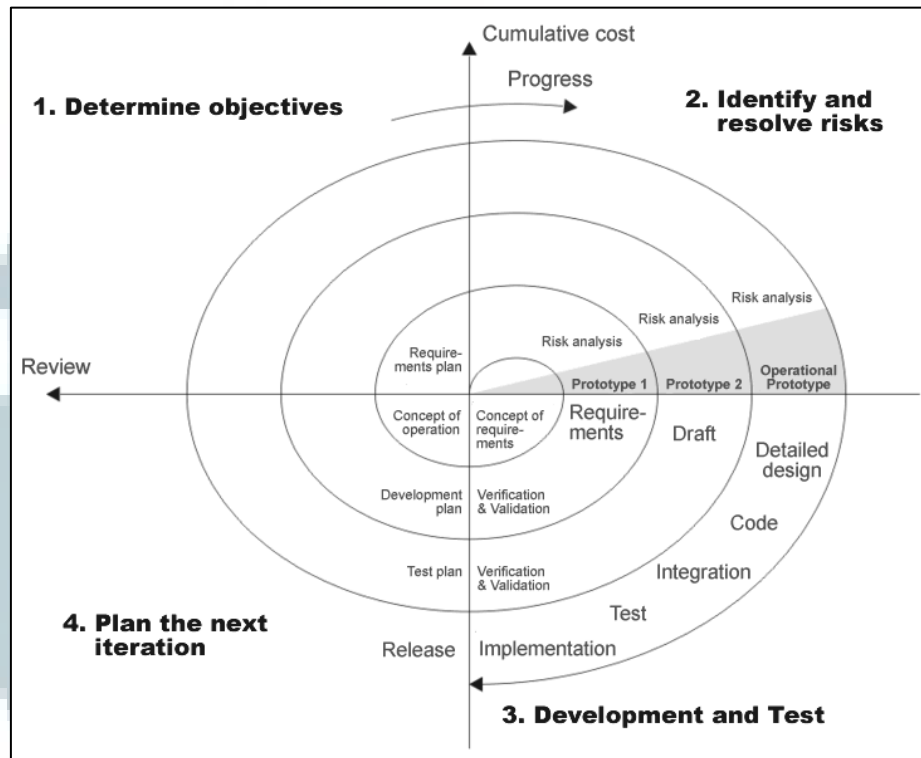 Cumulative cost
Progress
1. Determine objectives
2. Identify and
resolve risks
Risk analysis
Risk analysis
Risk analysis
Require-
ments plan
Review
Prototype 1
Prototype 2
Operational
Prototype
Concept of
operation
Concept of
require-
ments
Require-
ments
Draft
Detailed
design
Development
plan
Verification
& Validation
Code
Test plan
Verification
& Validation
Integration
Test
4. Plan the next
iteration
Release
Implementation
3. Development and Test